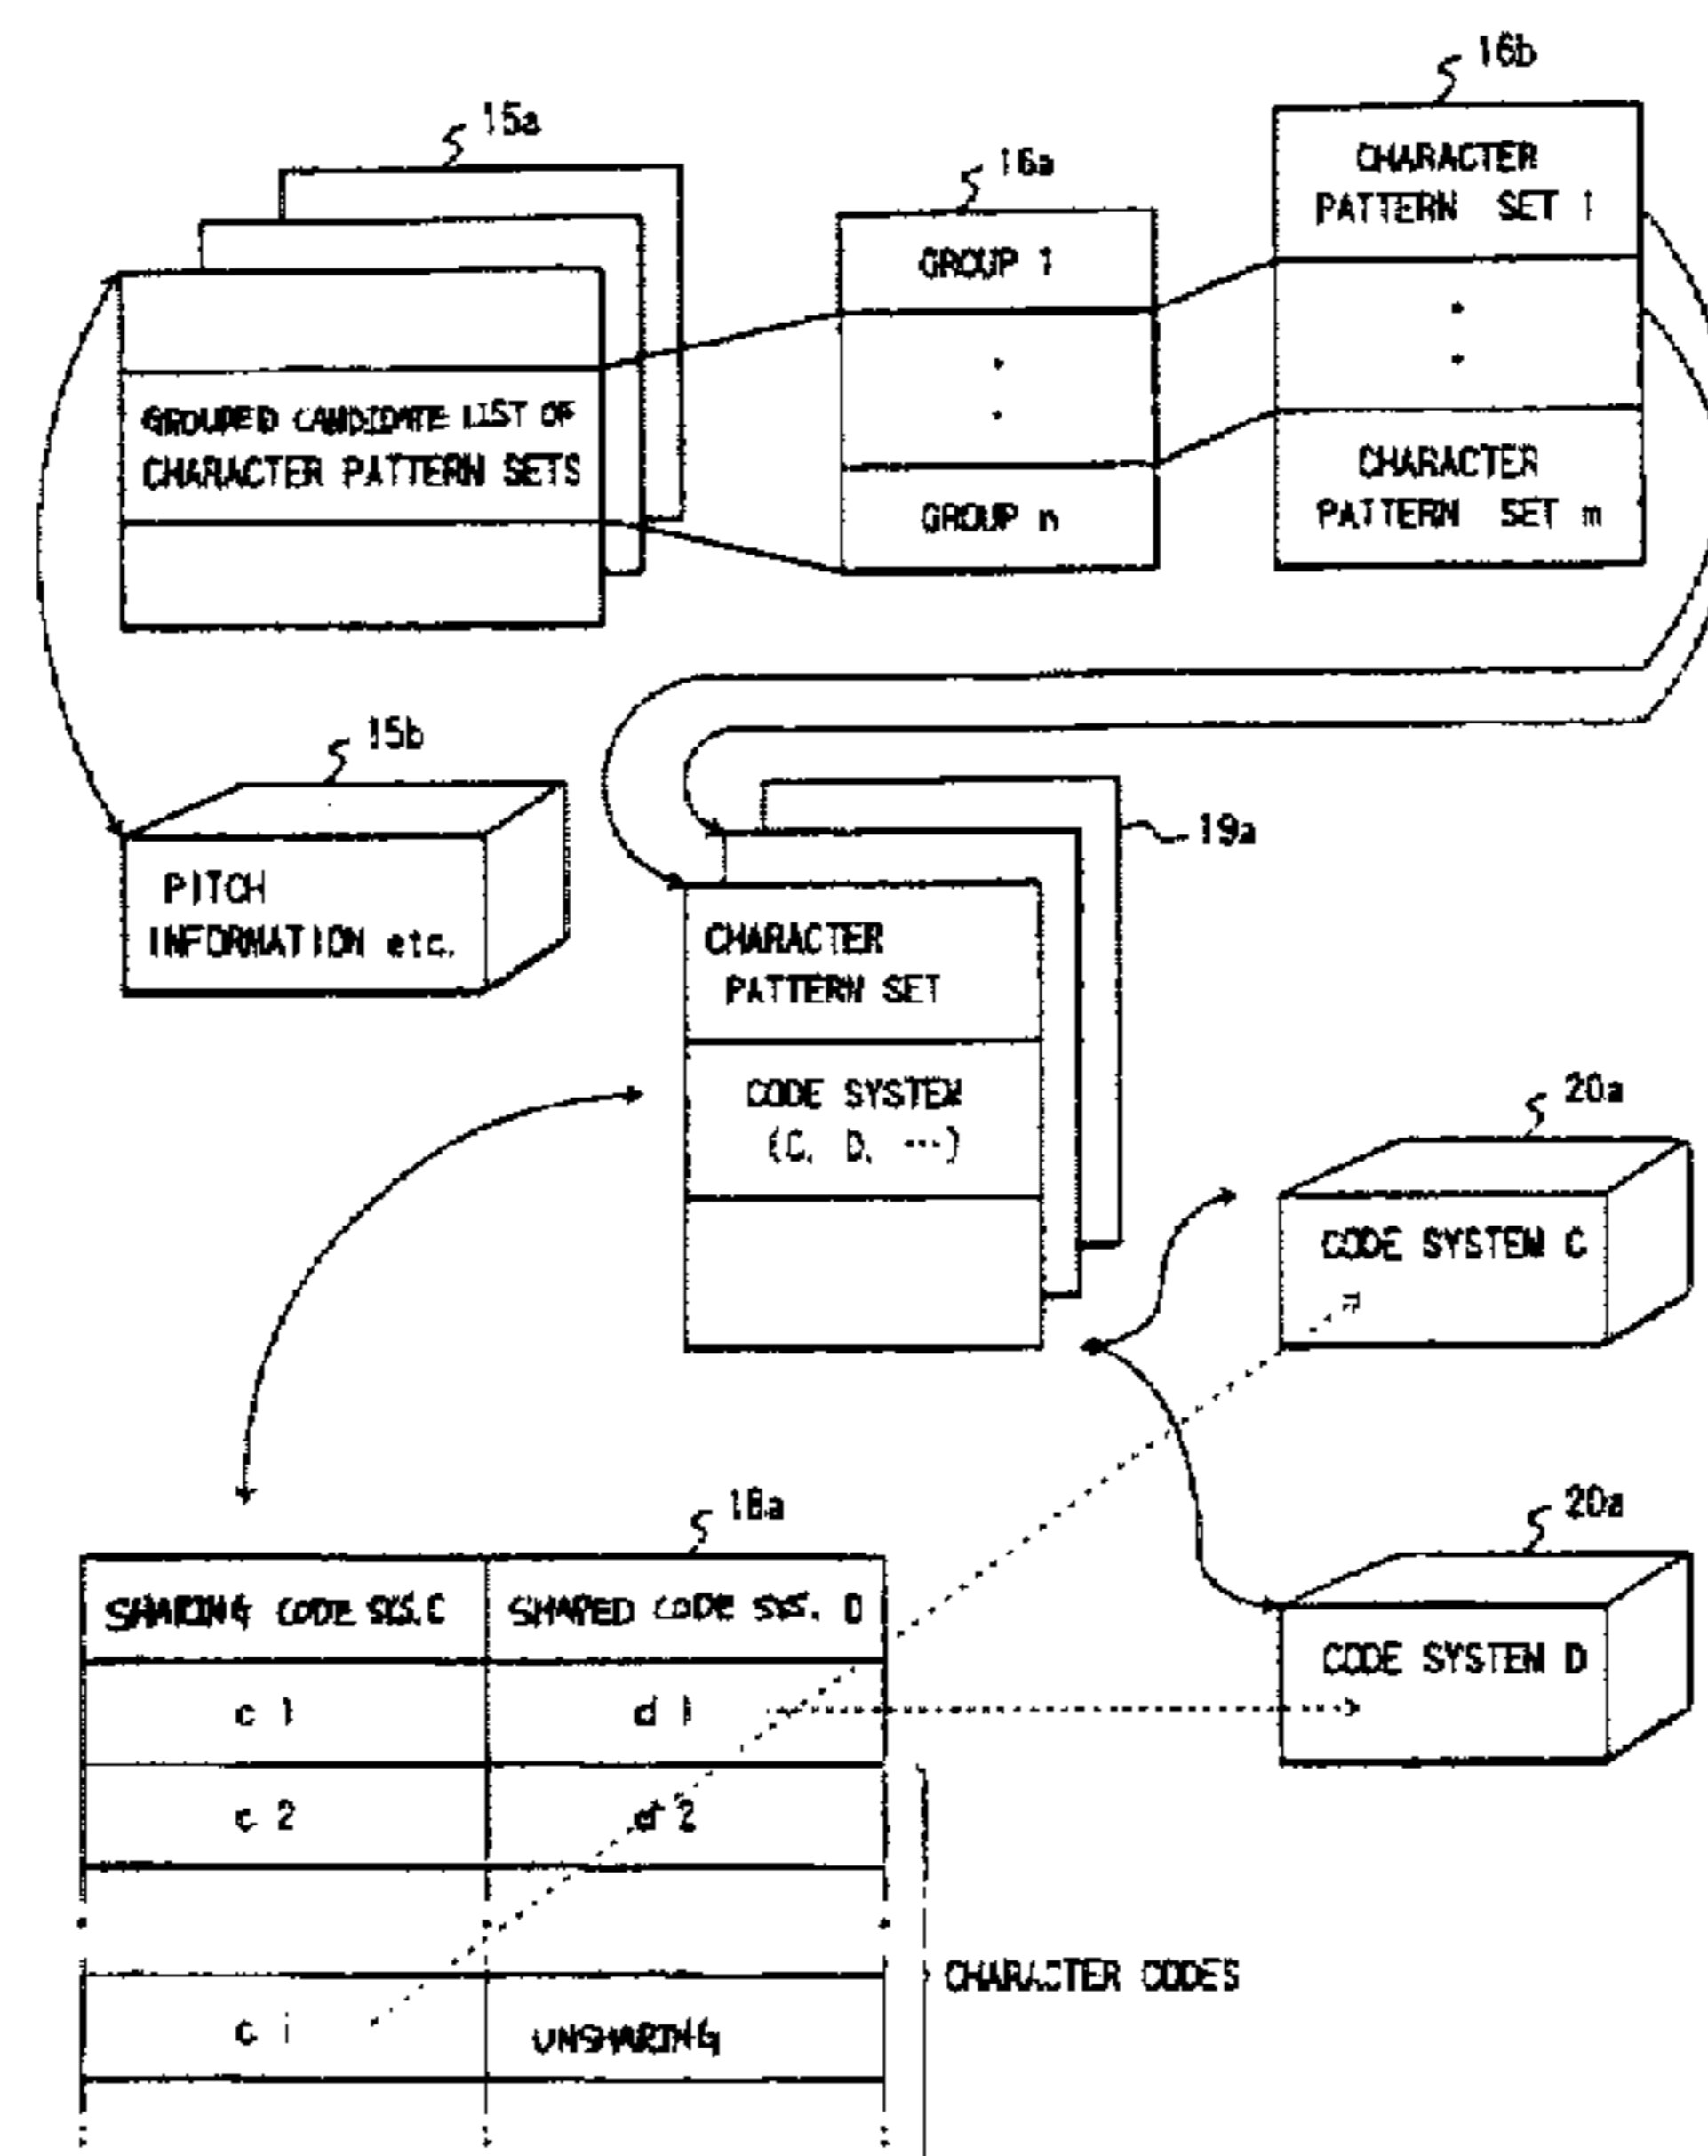 15a
16a
16b
GROUPED CANDIDATE LIST OF
CHARACTER PATTERN SETS
GROUP 1
GROUP n
CHARACTER
PATTERN SET 1
CHARACTER
PATTERN SET m
15b
PITCH
INFORMATION etc.
19a
CHARACTER
PATTERN SET
CODE SYSTEM
(C, D, ...)
20a
CODE SYSTEM C
20a
CODE SYSTEM D
18a
SHARING CODE SYS. C
SHARED CODE SYS. D
c 1
d 1
c 2
d 2
c i
UNSHARING
CHARACTER CODES